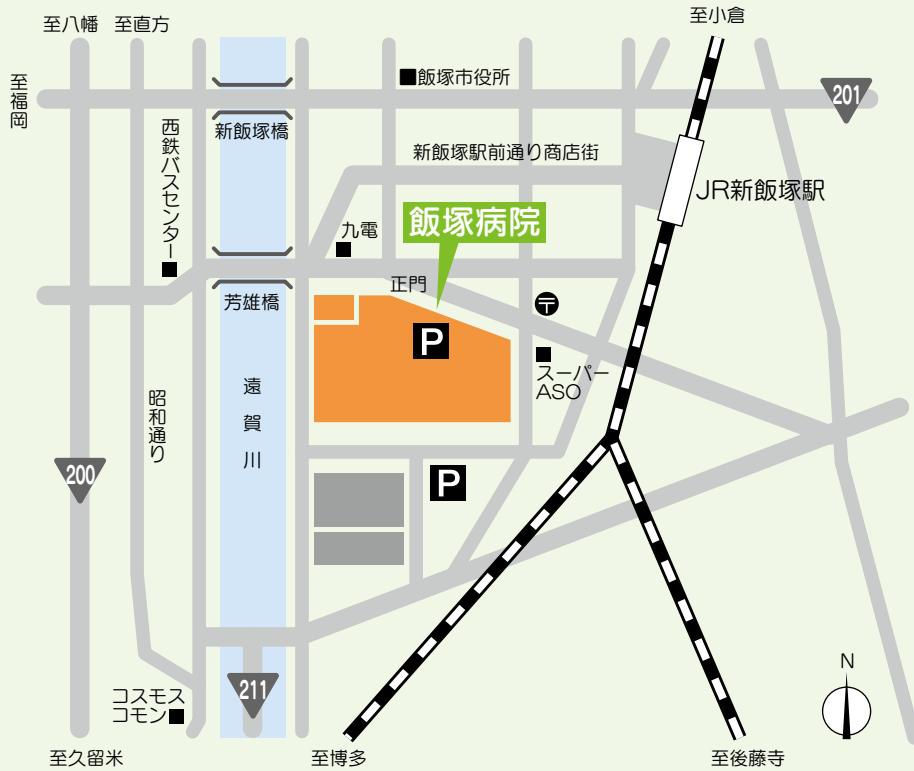 至八幡
至直方
至小倉
至福岡
飯塚市役所
201
新飯塚橋
西鉄バスセンター
新飯塚駅前通り商店街
JR新飯塚駅
飯塚病院
九電
正門
芳雄橋
〒
P
スーパー
ASO
遠賀川
昭和通り
200
P
コスモス
コモン
211
N
至久留米
至博多
至後藤寺